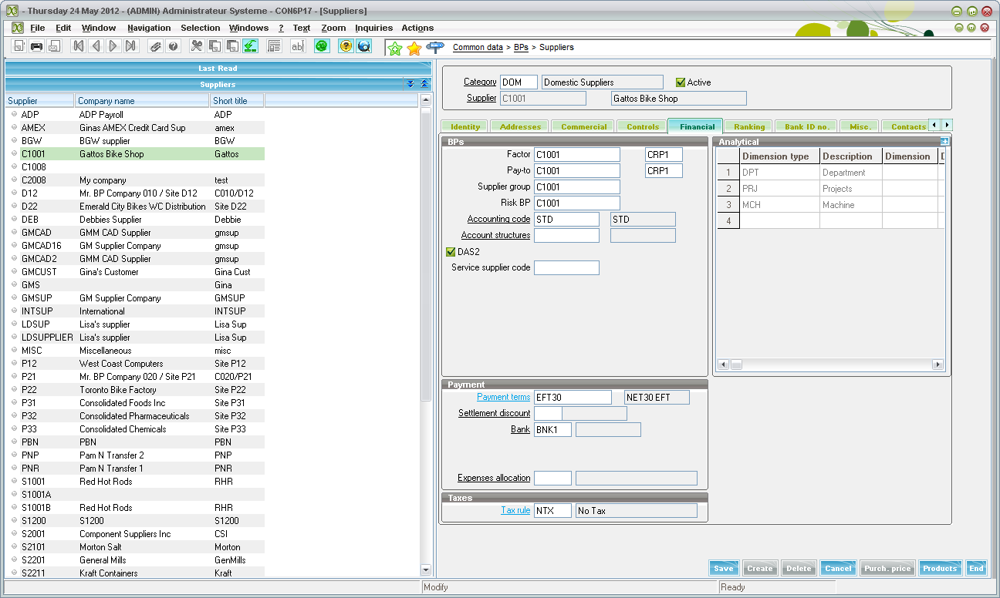 - Thursday 24 May 2012 - (ADMIN) Administrateur Systeme - CON6P17 - [Suppliers]
File Edit Window Navigation Selection Windows ? Text Zoom Inquiries Actions
Common data > BPs > Suppliers
Last Read
Suppliers
Supplier Company name Short title
ADP ADP Payroll ADP
AMEX Ginas AMEX Credit Card Sup amex
BGW BGW supplier BGW
C1001 Gattos Bike Shop Gattos
C1008
C2008 My company test
D12 Mr. BP Company 010 / Site D12 C010/D12
D22 Emerald City Bikes WC Distribution Site D22
DEB Debbies Supplier Debbie
GMCAD GMM CAD Supplier gmsup
GMCAD16 GM Supplier Company gmsup
GMCAD2 GMM CAD Supplier gmsup
GMCUST Gina's Customer Gina Cust
GMS Gina
GMSUP GM Supplier Company GMSUP
INTSUP International INTSUP
LDSUP Lisa's supplier Lisa Sup
LDSUPPLIER Lisa's supplier Lisa Sup
MISC Miscellaneous misc
P12 West Coast Computers Site P12
P21 Mr. BP Company 020 / Site P21 C020/P21
P22 Toronto Bike Factory Site P22
P31 Consolidated Foods Inc Site P31
P32 Consolidated Pharmaceuticals Site P32
P33 Consolidated Chemicals Site P33
PBN PBN PBN
PNP Pam N Transfer 2 PNP
PNR Pam N Transfer 1 PNR
S1001 Red Hot Rods RHR
S1001A
S1001B Red Hot Rods RHR
S1200 S1200 S1200
S2001 Component Suppliers Inc CSI
S2101 Morton Salt Morton
S2201 General Mills GenMills
S2211 Kraft Containers Kraft
Category DOM Domestic Suppliers Active
Supplier C1001 Gattos Bike Shop
Identity Addresses Commercial Controls Financial Ranking Bank ID no. Misc. Contacts
BPs
Factor C1001 CRP1
Pay-to C1001 CRP1
Supplier group C1001
Risk BP C1001
Accounting code STD STD
Account structures
DAS2
Service supplier code
Analytical
Dimension type Description Dimension D
1 DPT Department
2 PRJ Projects
3 MCH Machine
4
Payment
Payment terms EFT30 NET30 EFT
Settlement discount
Bank BNK1
Expenses allocation
Taxes
Tax rule NTX No Tax
Save Create Delete Cancel Purch. price Products End
Modify Ready